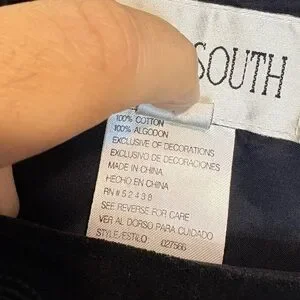 SOUTH
100% COTTON
100% ALGODON
EXCLUSIVE OF DECORATIONS
EXCLUSIVO DE DECORACIONES
MADE IN CHINA
HECHO EN CHINA
RN# 52438
SEE REVERSE FOR CARE
VER AL DORSO PARA CUIDADO
STYLE/ESTILO 027566